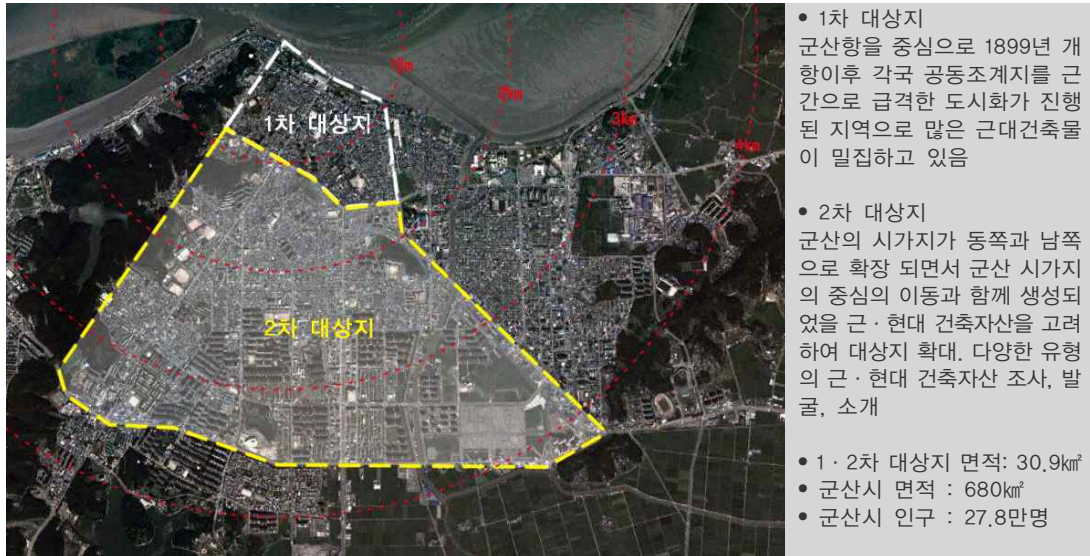 1km
2km
3km
4km
1차 대상지
2차 대상지
• 1차 대상지
군산항을 중심으로 1899년 개
항이후 각국 공동조계지를 근
간으로 급격한 도시화가 진행
된 지역으로 많은 근대건축물
이 밀집하고 있음
• 2차 대상지
군산의 시가지가 동쪽과 남쪽
으로 확장 되면서 군산 시가지
의 중심의 이동과 함께 생성되
었을 근 · 현대 건축자산을 고려
하여 대상지 확대. 다양한 유형
의 근 · 현대 건축자산 조사, 발
굴, 소개
• 1 · 2차 대상지 면적: 30.9㎢
• 군산시 면적 : 680㎢
• 군산시 인구 : 27.8만명